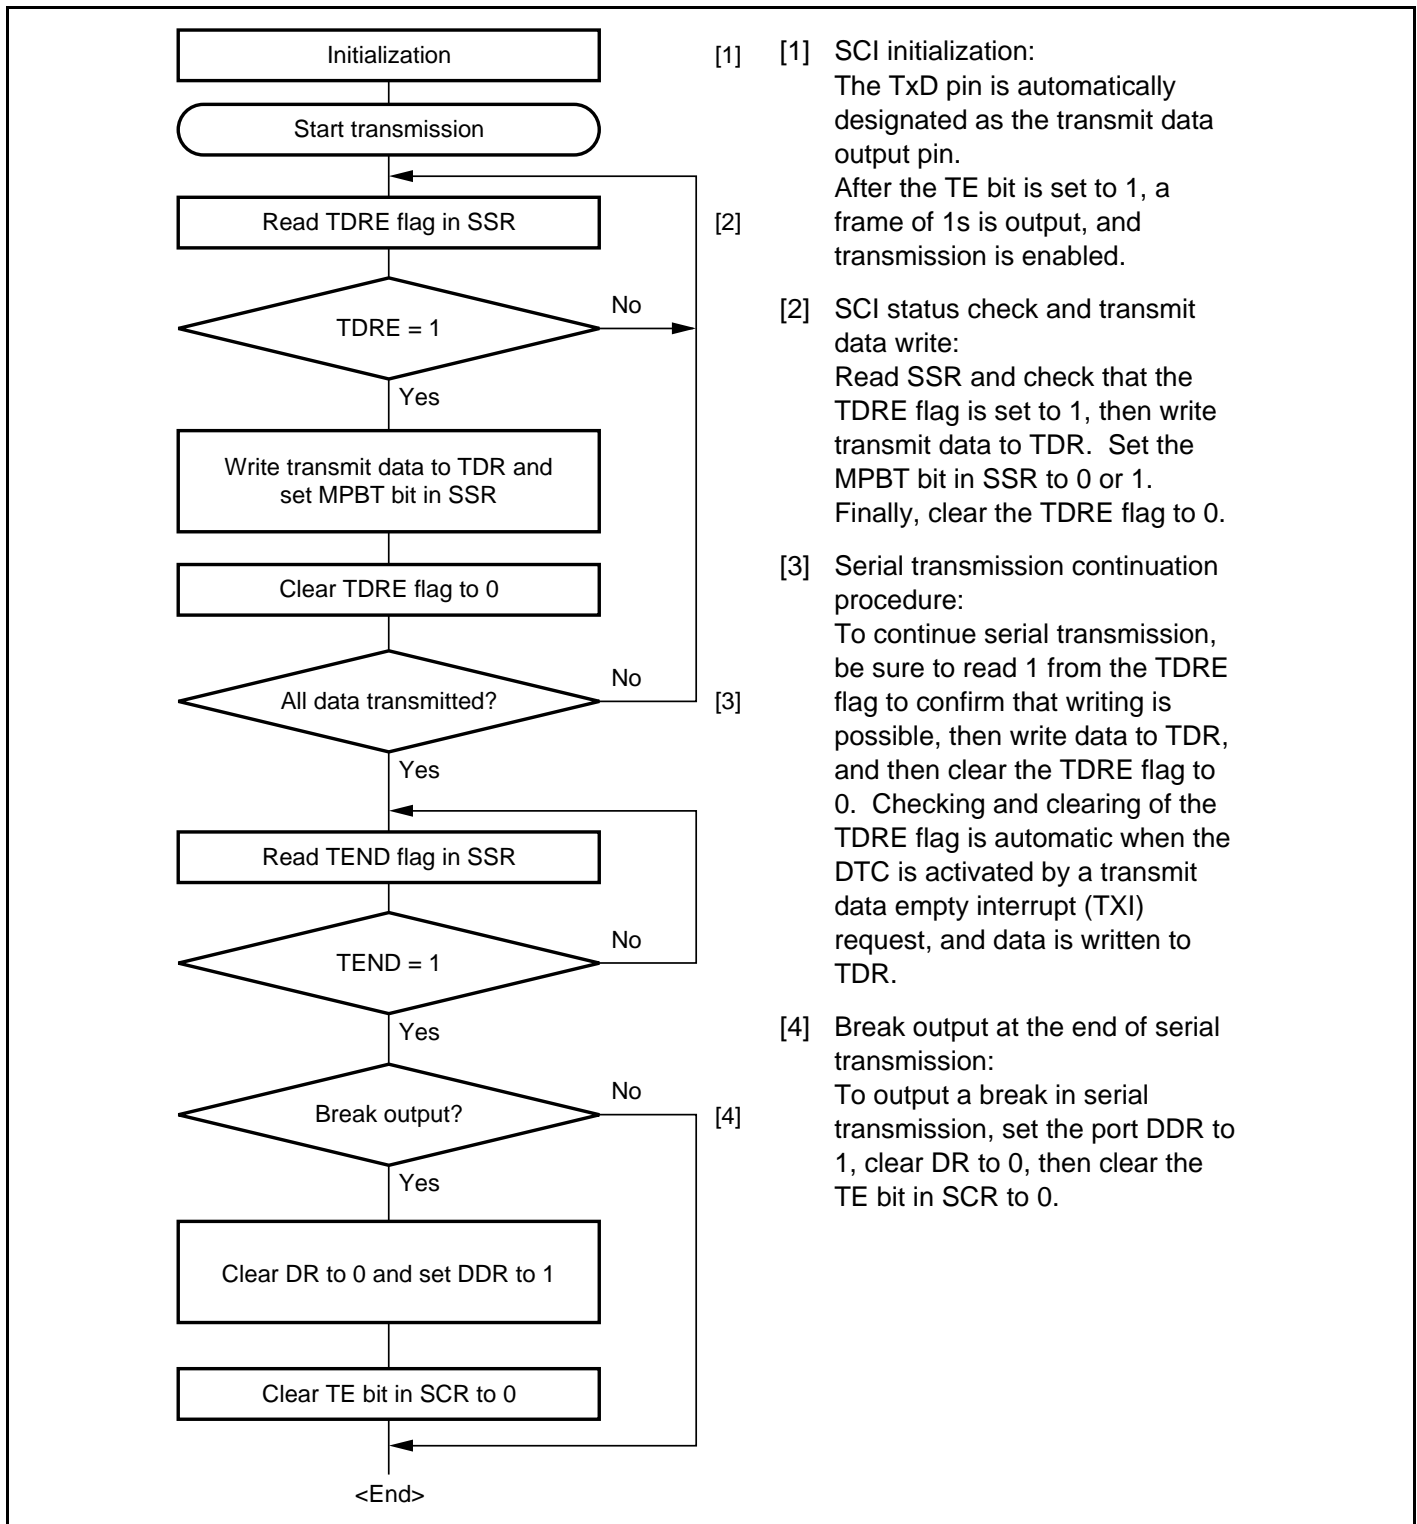 Initialization
[1]
Start transmission
Read TDRE flag in SSR
[2]
TDRE = 1
No
Yes
Write transmit data to TDR and
set MPBT bit in SSR
Clear TDRE flag to 0
All data transmitted?
No
[3]
Yes
Read TEND flag in SSR
TEND = 1
No
Yes
Break output?
No
[4]
Yes
Clear DR to 0 and set DDR to 1
Clear TE bit in SCR to 0
<End>
[1] SCI initialization:
The TxD pin is automatically
designated as the transmit data
output pin.
After the TE bit is set to 1, a
frame of 1s is output, and
transmission is enabled.
[2] SCI status check and transmit
data write:
Read SSR and check that the
TDRE flag is set to 1, then write
transmit data to TDR.  Set the
MPBT bit in SSR to 0 or 1.
Finally, clear the TDRE flag to 0.
[3] Serial transmission continuation
procedure:
To continue serial transmission,
be sure to read 1 from the TDRE
flag to confirm that writing is
possible, then write data to TDR,
and then clear the TDRE flag to
0.  Checking and clearing of the
TDRE flag is automatic when the
DTC is activated by a transmit
data empty interrupt (TXI)
request, and data is written to
TDR.
[4] Break output at the end of serial
transmission:
To output a break in serial
transmission, set the port DDR to
1, clear DR to 0, then clear the
TE bit in SCR to 0.